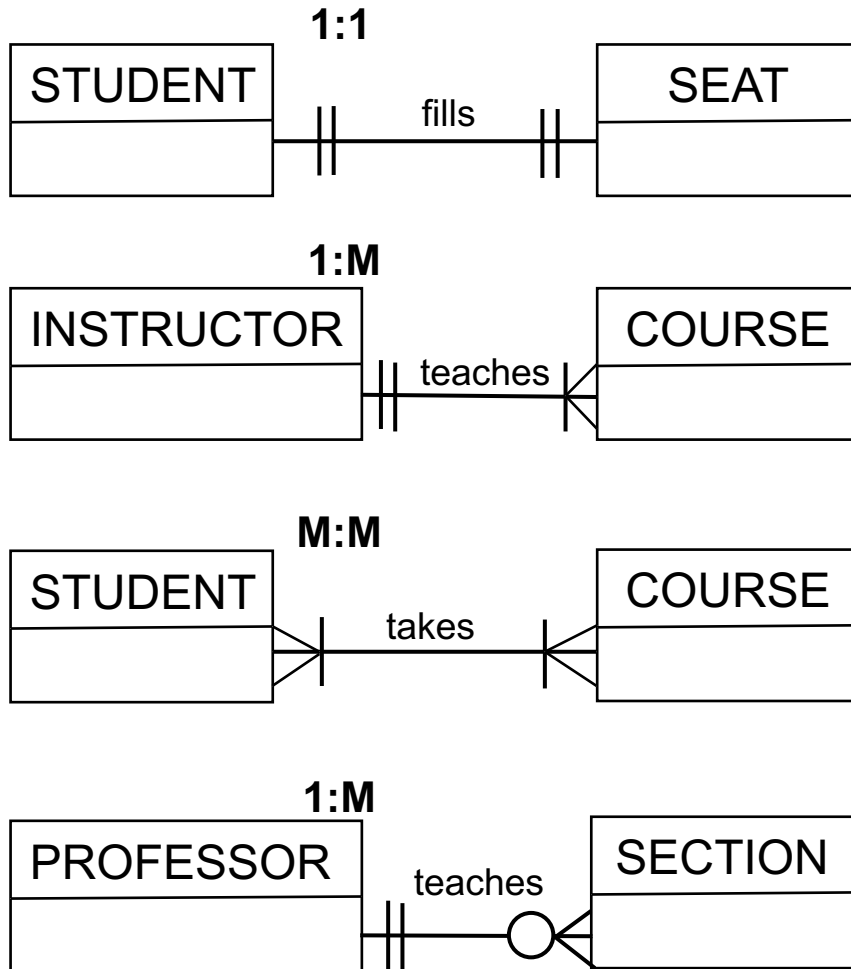 1:1
STUDENT
fills
SEAT
1:M
INSTRUCTOR
teaches
COURSE
M:M
STUDENT
takes
COURSE
1:M
PROFESSOR
teaches
SECTION